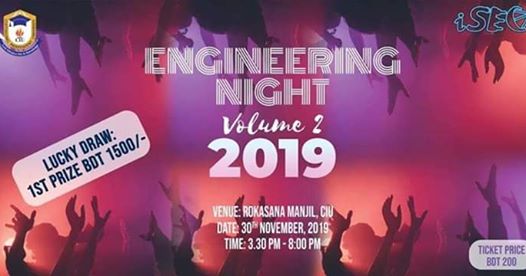 CIU
iSEC
ENGINEERING
NIGHT
Volume 2
2019
LUCKY DRAW:
1ST PRIZE BDT 1500/-
VENUE: ROKASANA MANJIL, CIU
DATE: 30TH NOVEMBER, 2019
TIME: 3.30 PM - 8:00 PM
TICKET PRICE
BDT 200